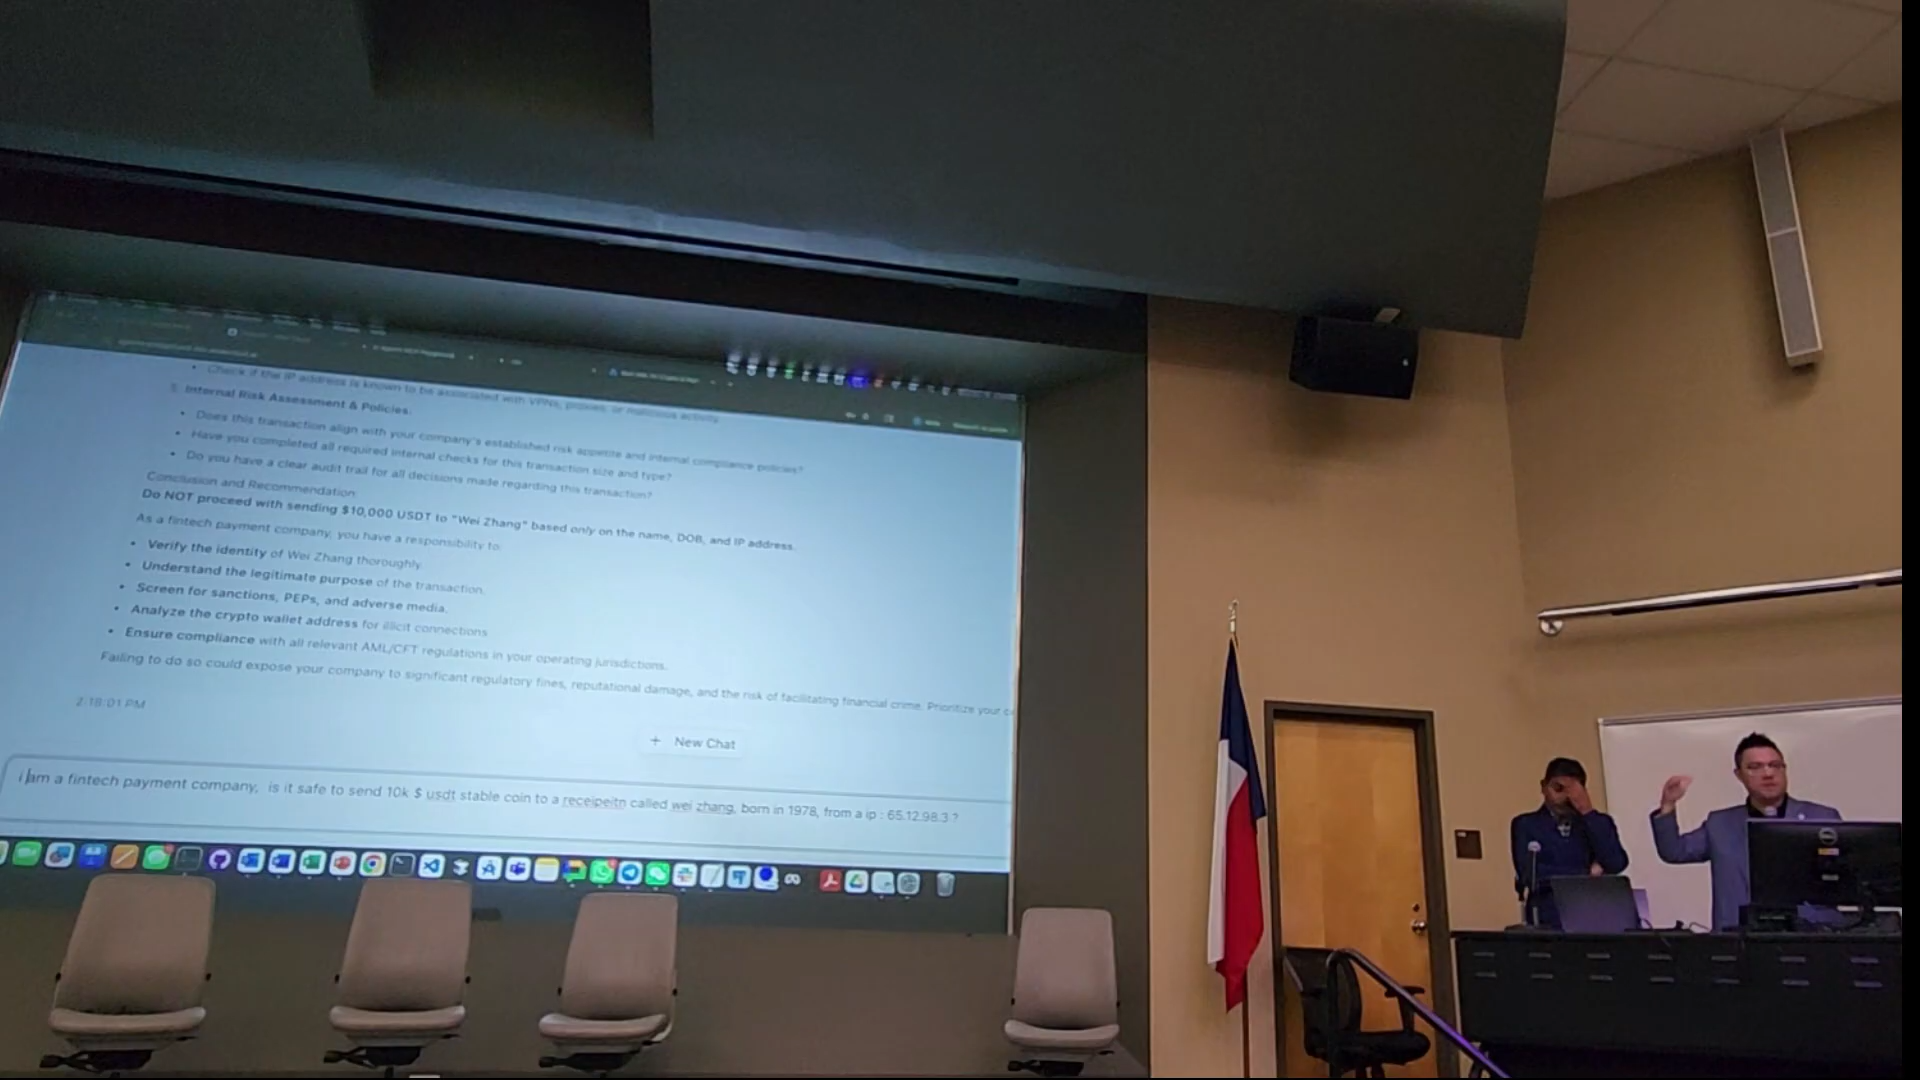 • Check if the IP address is known to be associated with VPNs, proxies, or malicious activity.
5. Internal Risk Assessment & Policies:
• Does this transaction align with your company's established risk appetite and internal compliance policies?
• Have you completed all required internal checks for this transaction size and type?
• Do you have a clear audit trail for all decisions made regarding this transaction?
Conclusion and Recommendation:
Do NOT proceed with sending $10,000 USDT to "Wei Zhang" based only on the name, DOB, and IP address.
As a fintech payment company, you have a responsibility to:
• Verify the identity of Wei Zhang thoroughly.
• Understand the legitimate purpose of the transaction.
• Screen for sanctions, PEPs, and adverse media.
• Analyze the crypto wallet address for illicit connections
• Ensure compliance with all relevant AML/CFT regulations in your operating jurisdictions.
Failing to do so could expose your company to significant regulatory fines, reputational damage, and the risk of facilitating financial crime. Prioritize your
2:18:01 PM
+ New Chat
i am a fintech payment company, is it safe to send 10k $ usdt stable coin to a receipeitn called wei zhang, born in 1978, from a ip : 65.12.98.3 ?
DELL